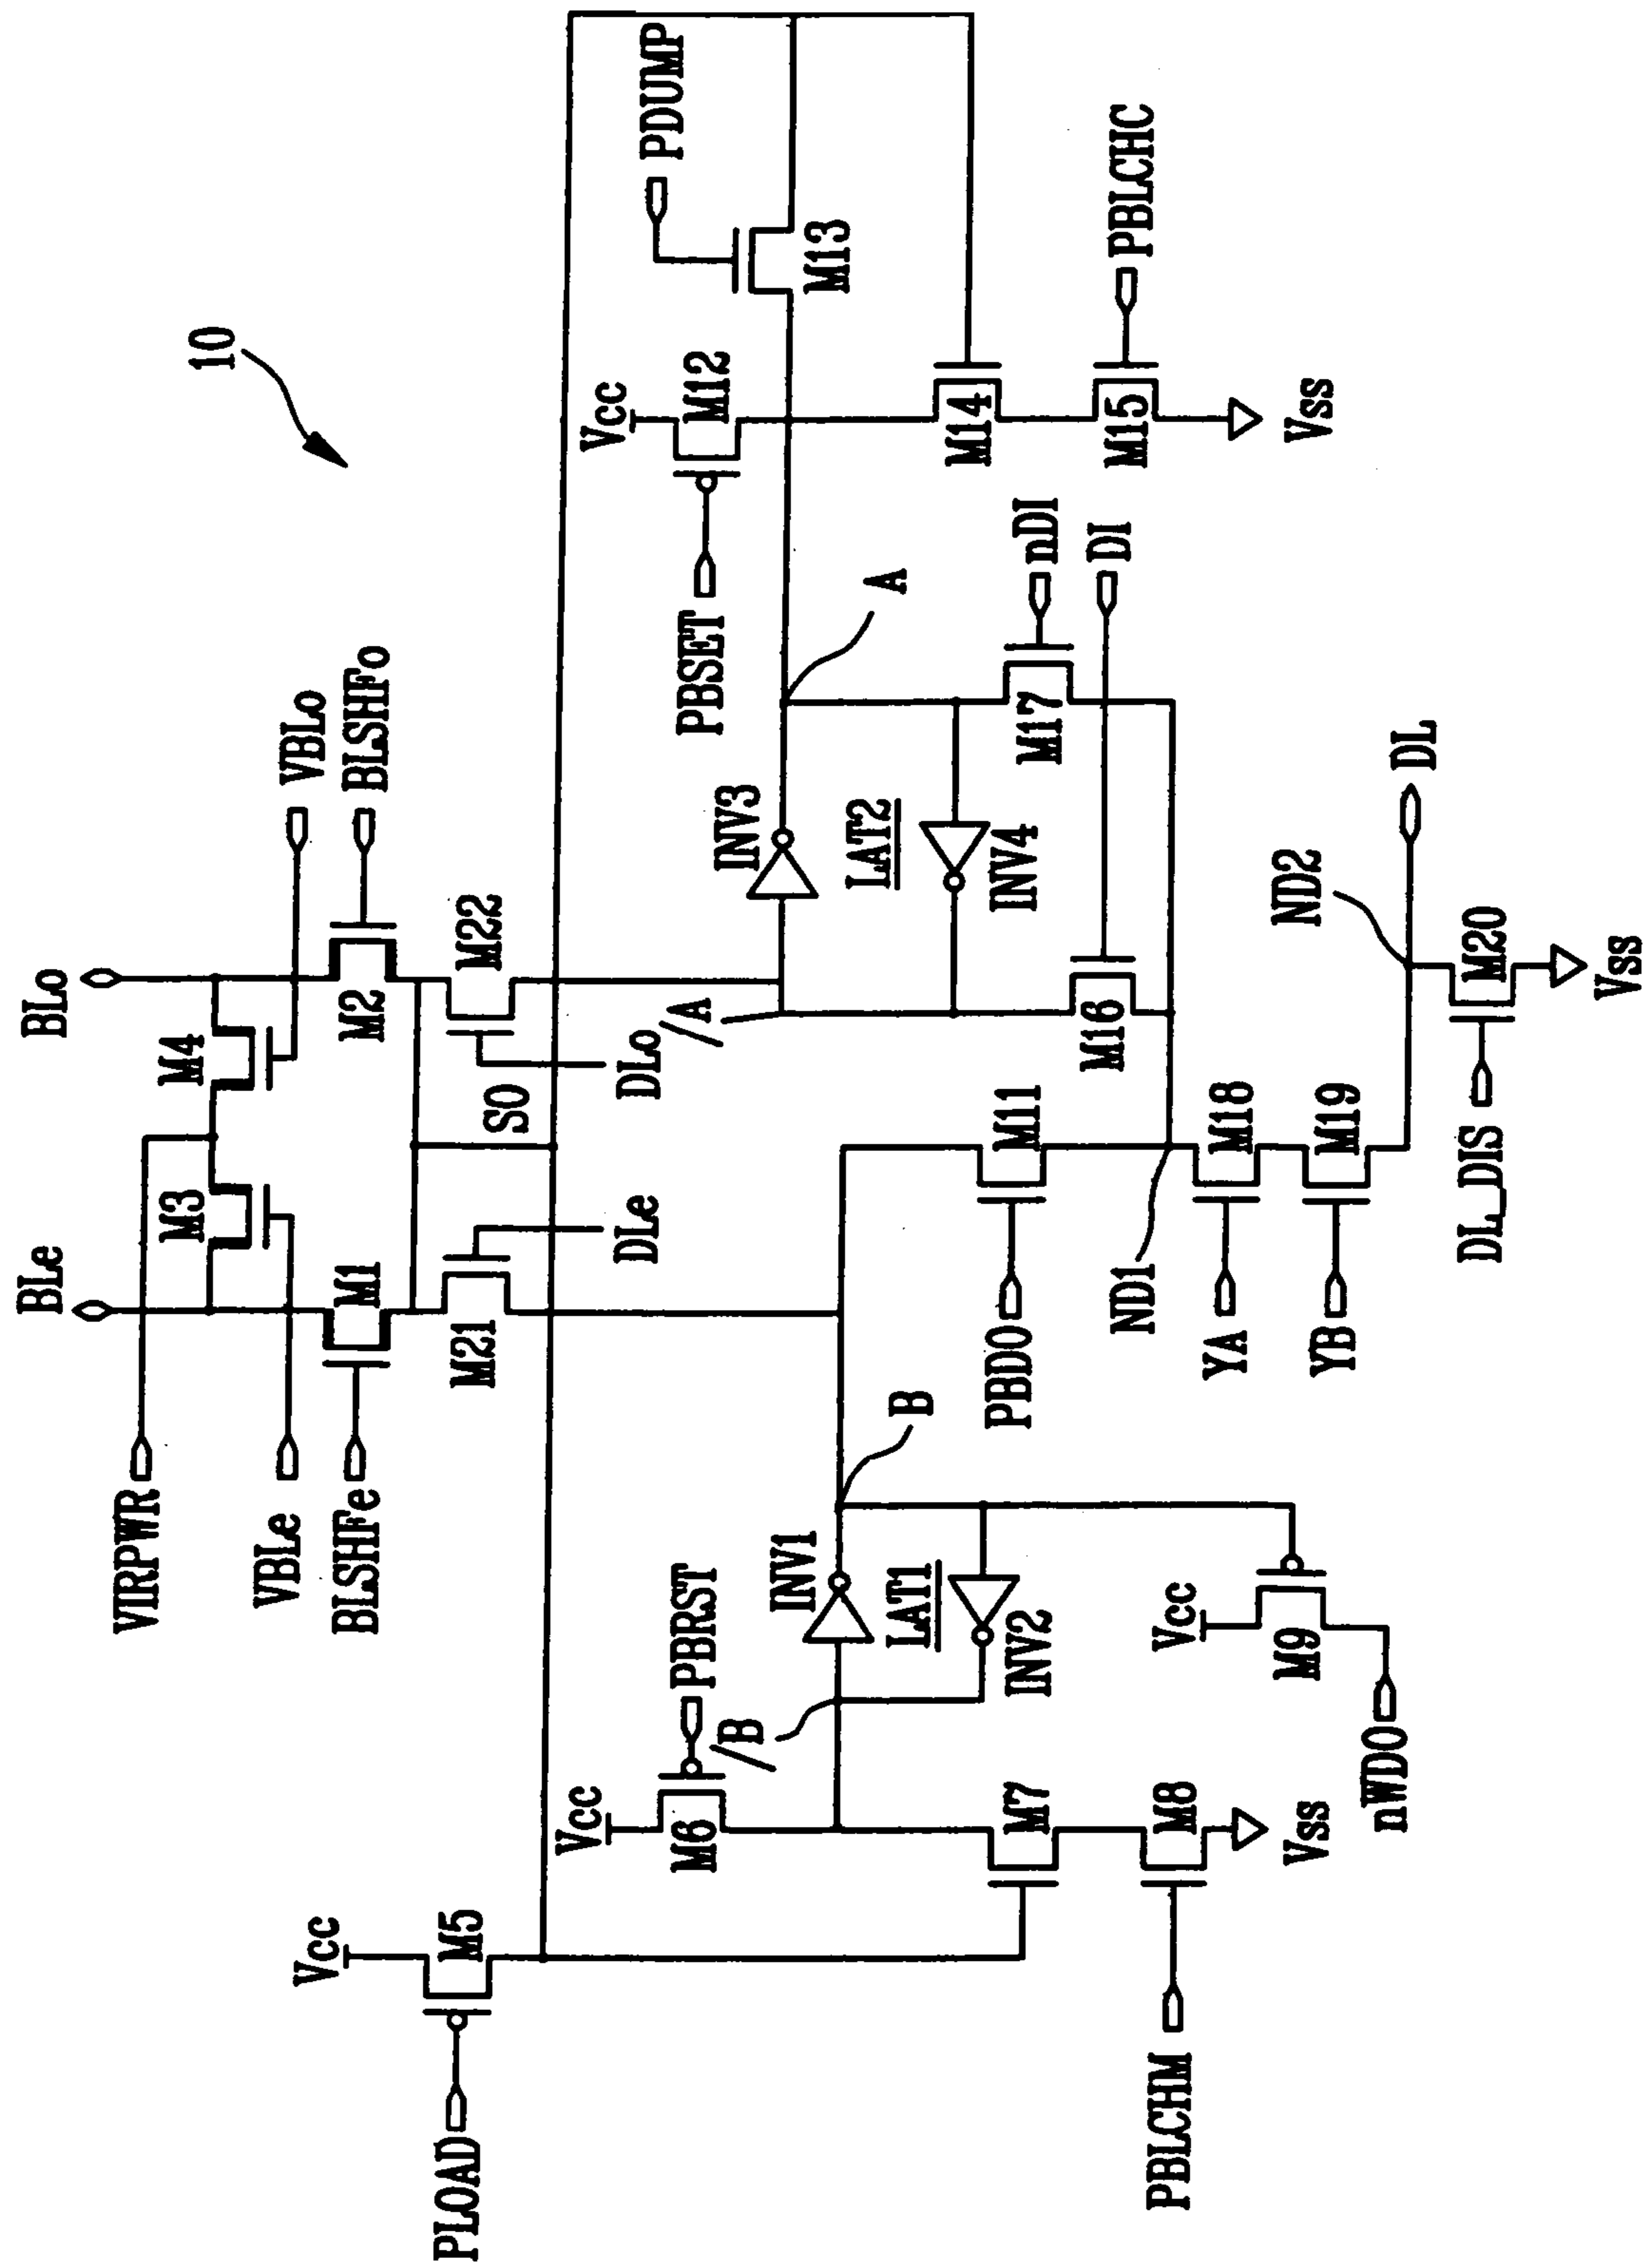 10
BLe
BLo
VIRPWR
M3
M4
VBLe
VBLo
BLSHFe
M1
M2
BLSHFo
Vcc
PLOAD
M5
M21
DLe
SO
DLo
M22
PDUMP
Vcc
PBRST
M6
/B
INV1
LAT1
INV2
B
/A
INV3
LAT2
INV4
A
PBSET
Vcc
M12
M13
M7
M8
PBLCHM
Vss
Vcc
M9
nWDO
PBDO
M11
M16
M17
nDI
DI
M14
M15
PBLCHC
Vss
ND1
YA
M18
YB
M19
ND2
DL
DL_DIS
M20
Vss